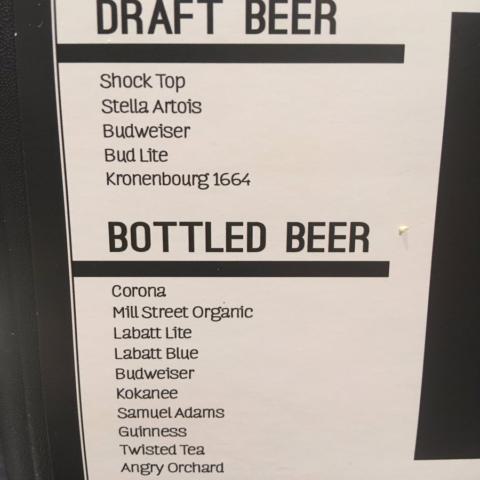 DRAFT BEER
Shock Top
Stella Artois
Budweiser
Bud Lite
Kronenbourg 1664
BOTTLED BEER
Corona
Mill Street Organic
Labatt Lite
Labatt Blue
Budweiser
Kokanee
Samuel Adams
Guinness
Twisted Tea
Angry Orchard